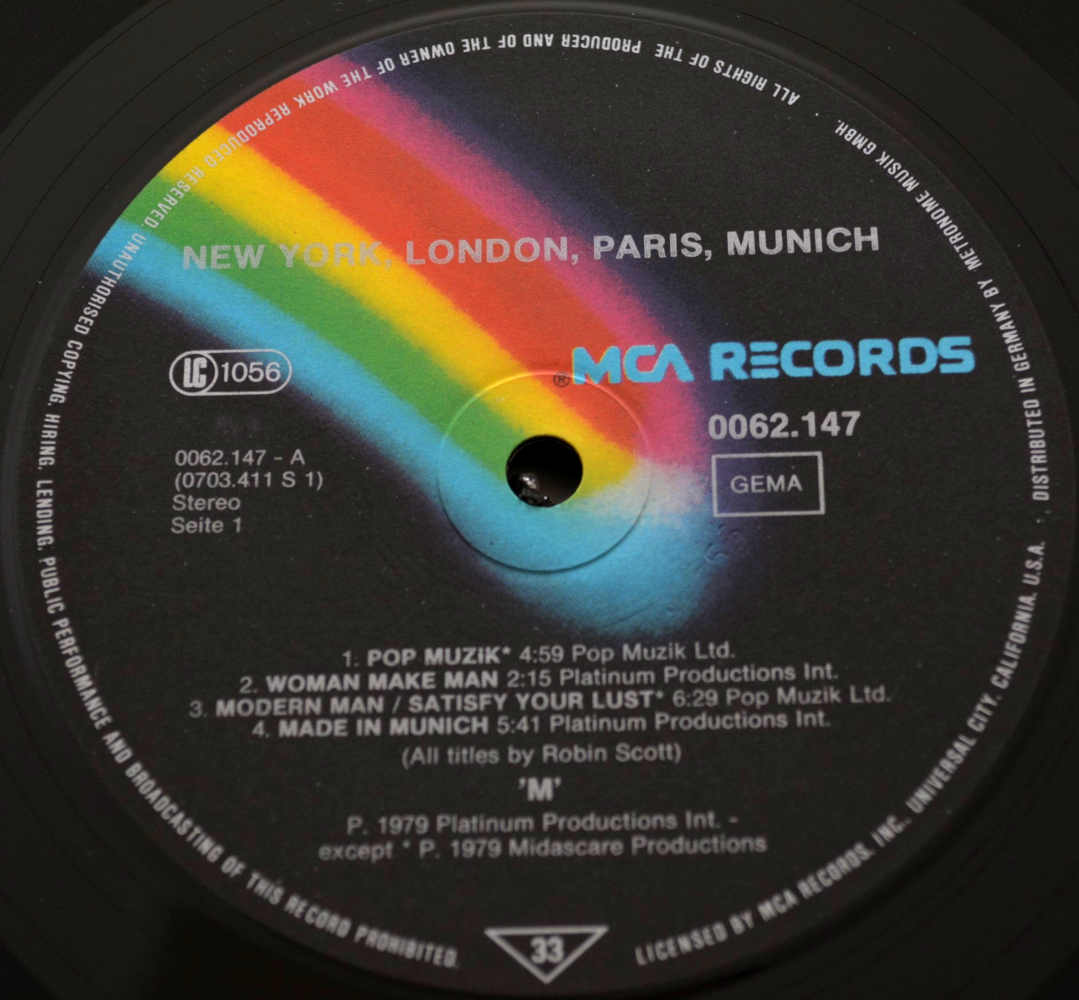 NEW YORK, LONDON, PARIS, MUNICH
® MCA RECORDS
LC 1056
0062.147
GEMA
0062.147 - A
(0703.411 S 1)
Stereo
Seite 1
1. POP MUZIK* 4:59 Pop Muzik Ltd.
2. WOMAN MAKE MAN 2:15 Platinum Productions Int.
3. MODERN MAN / SATISFY YOUR LUST* 6:29 Pop Muzik Ltd.
4. MADE IN MUNICH 5:41 Platinum Productions Int.
(All titles by Robin Scott)
'M'
P. 1979 Platinum Productions Int. -
except * P. 1979 Midascare Productions
33
ALL RIGHTS OF THE PRODUCER AND OF THE OWNER OF THE WORK REPRODUCED RESERVED. UNAUTHORISED COPYING, HIRING, LENDING, PUBLIC PERFORMANCE AND BROADCASTING OF THIS RECORD PROHIBITED.
LICENSED BY MCA RECORDS, INC. UNIVERSAL CITY, CALIFORNIA. U.S.A. . DISTRIBUTED IN GERMANY BY METRONOME MUSIK GMBH.